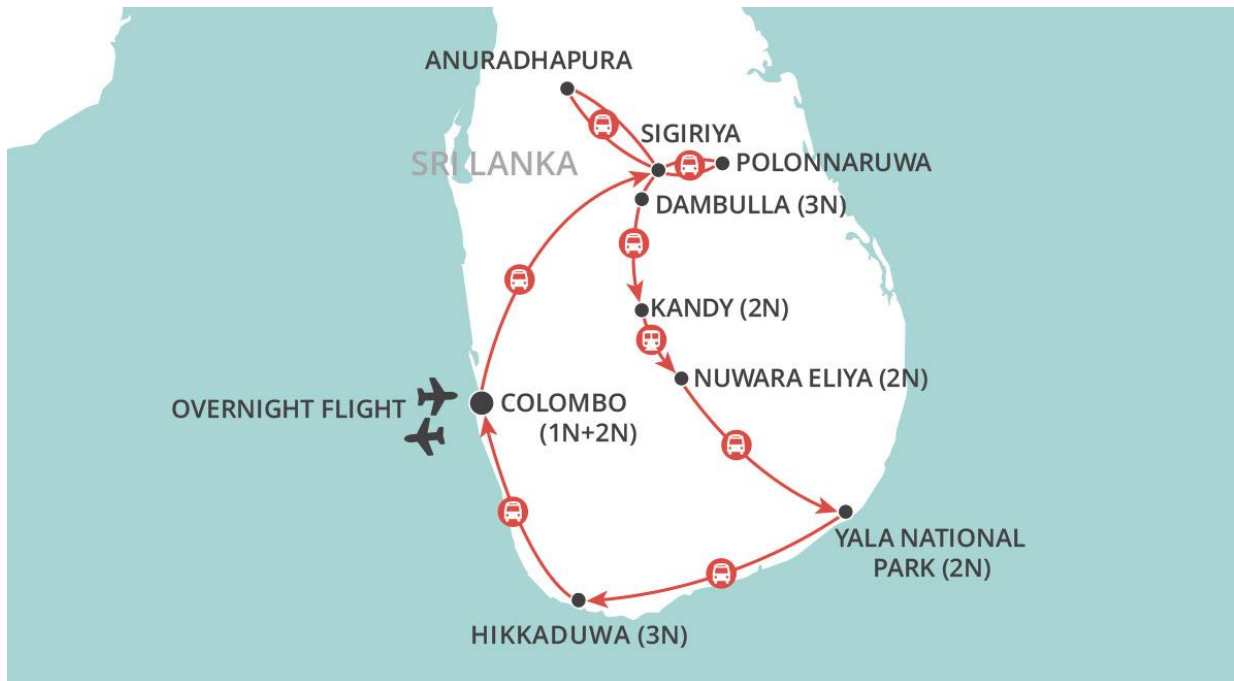 ANURADHAPURA
SIGIRIYA
SRI LANKA
POLONNARUWA
DAMBULLA (3N)
KANDY (2N)
NUWARA ELIYA (2N)
OVERNIGHT FLIGHT
COLOMBO
(1N+2N)
YALA NATIONAL
PARK (2N)
HIKKADUWA (3N)